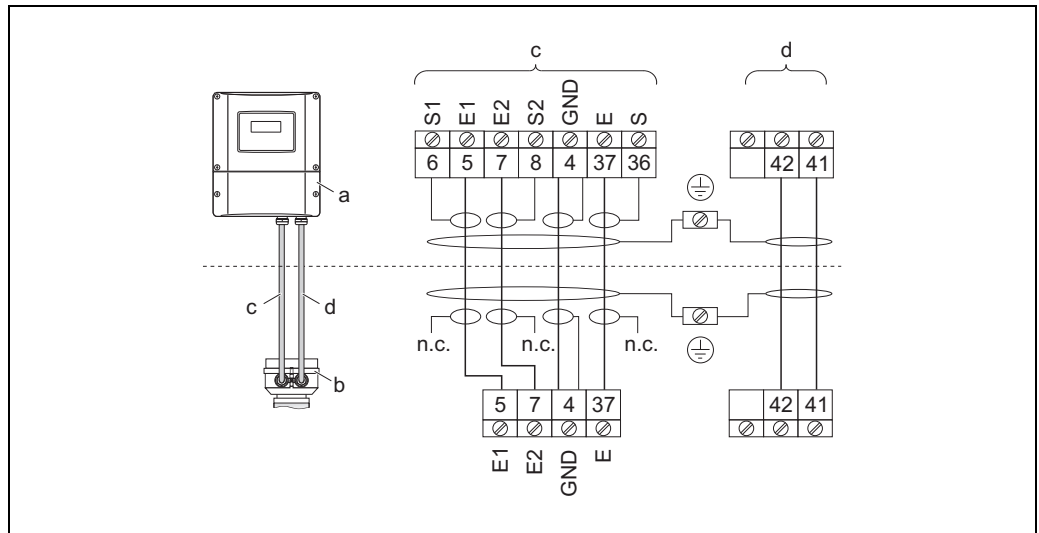 c
d
S1 E1 E2 S2 GND E S
6 5 7 8 4 37 36
42 41
a
c
d
n.c. n.c. n.c.
b
5 7 4 37
42 41
E1 E2 GND E